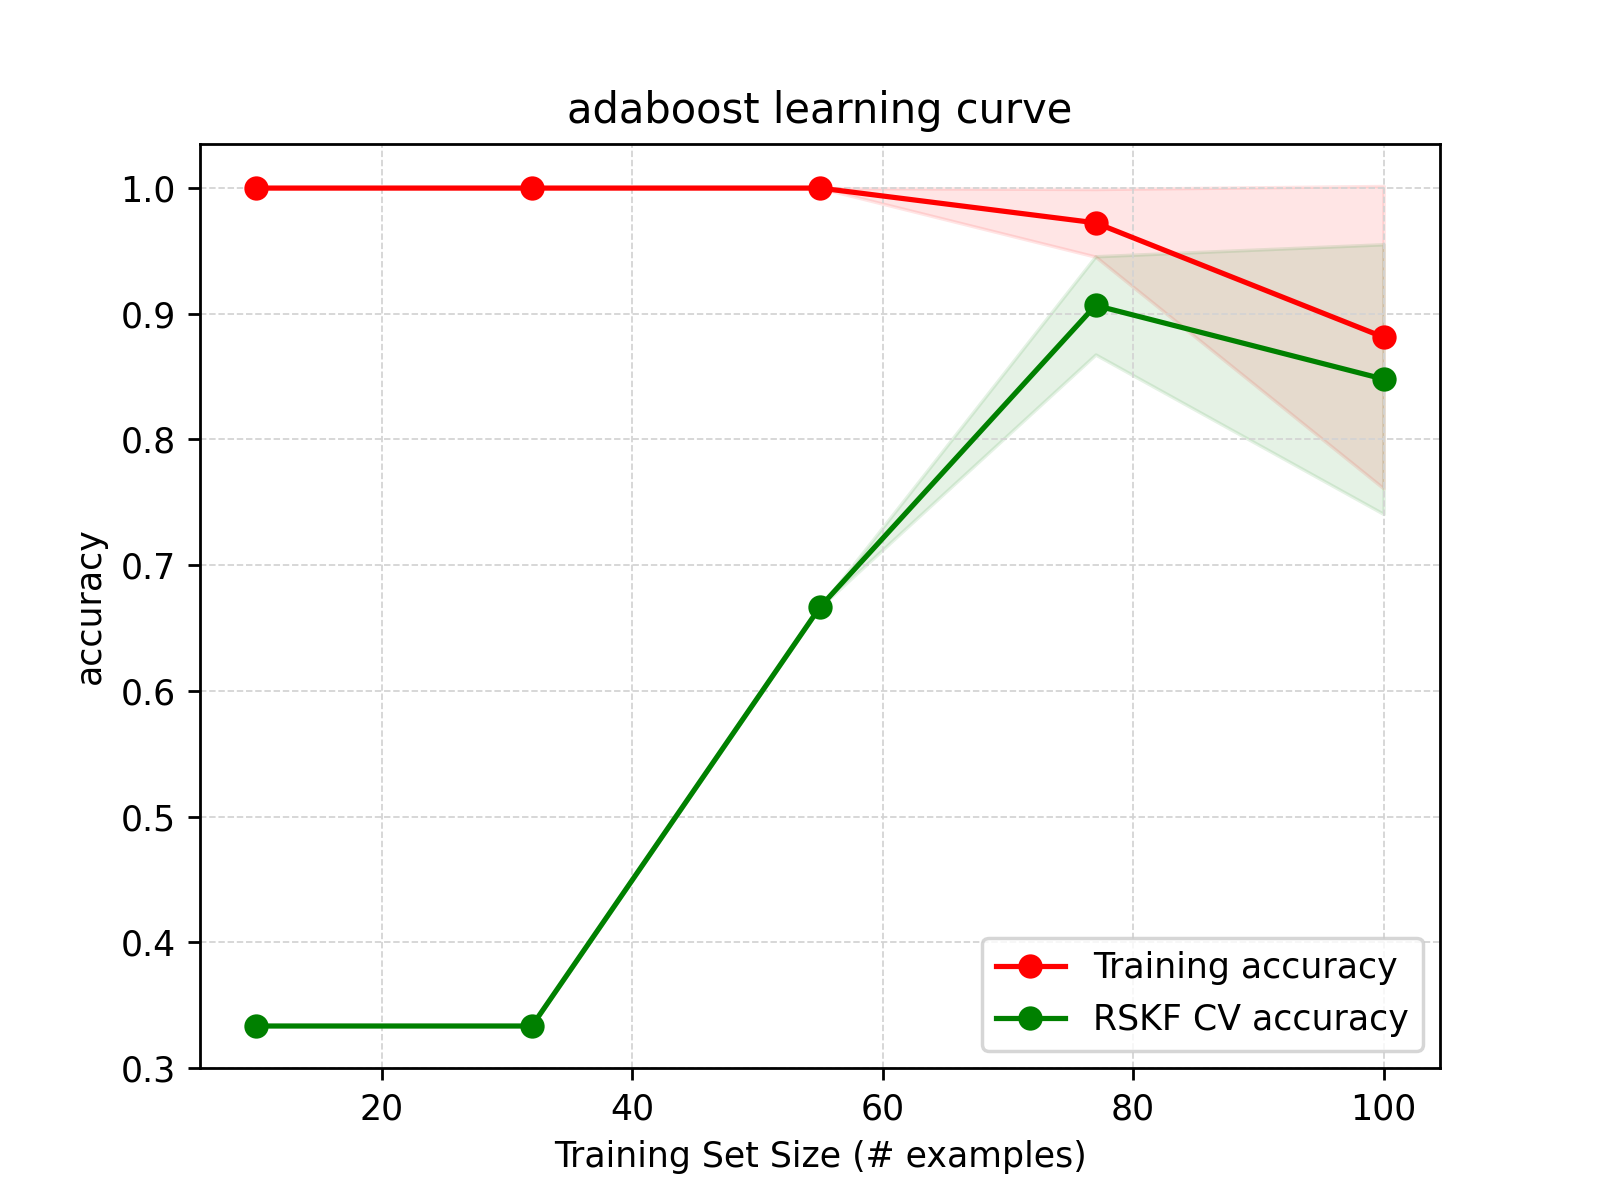 adaboost learning curve
1.0
0.9
0.8
0.7
0.6
0.5
0.4
0.3
accuracy
Training accuracy
RSKF CV accuracy
20 40 60 80 100
Training Set Size (# examples)